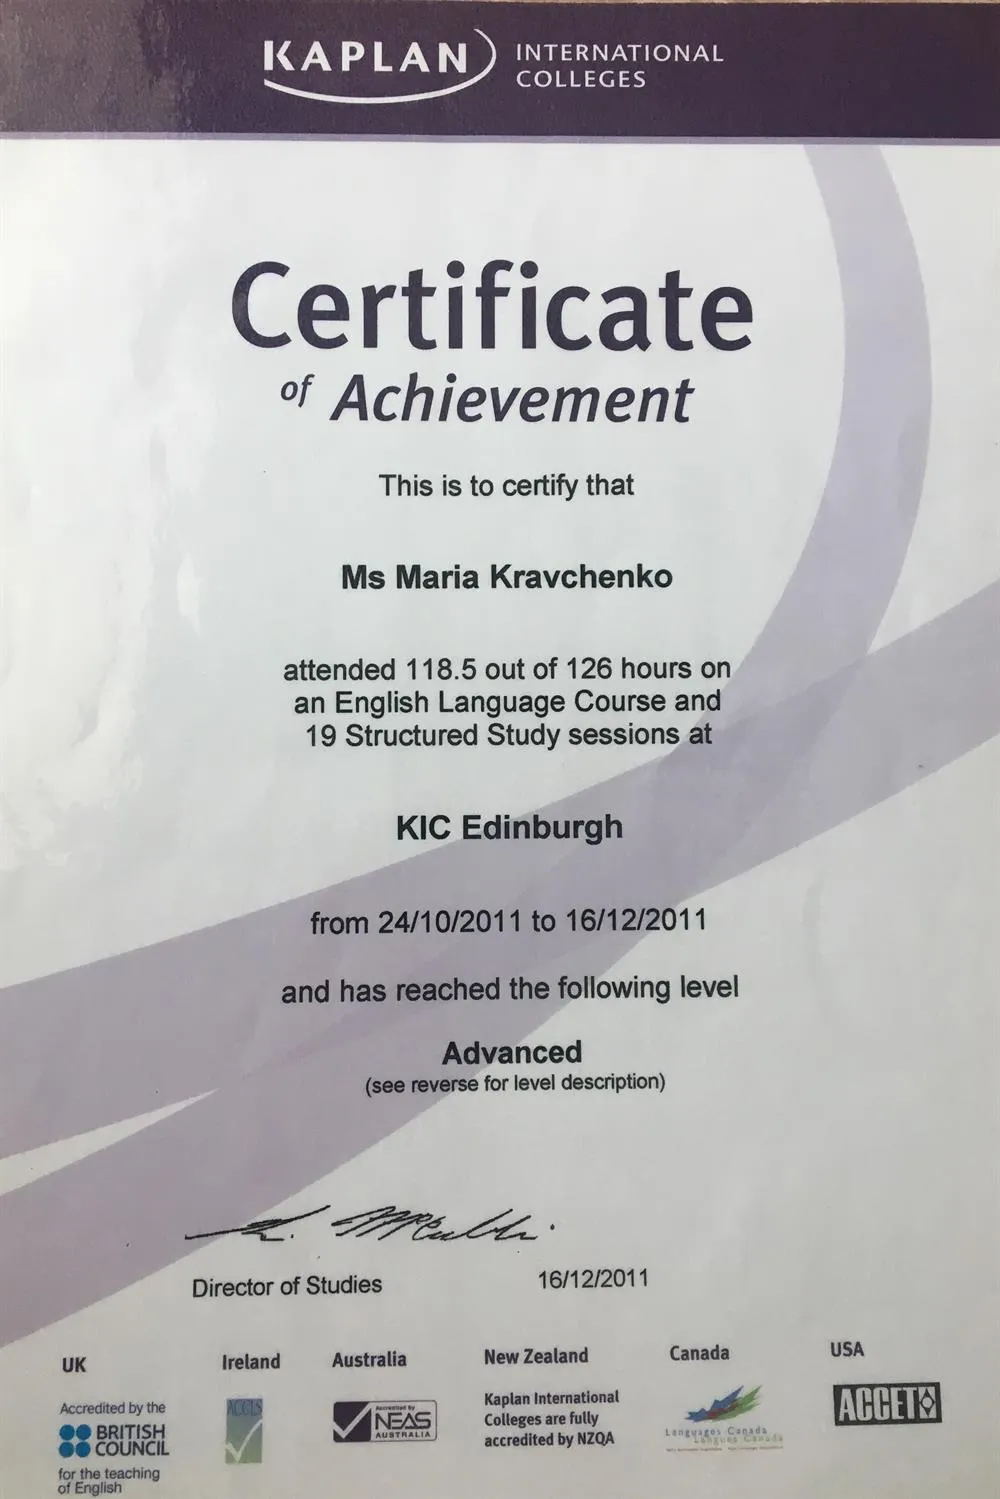 KAPLAN INTERNATIONAL
COLLEGES
Certificate
of Achievement
This is to certify that
Ms Maria Kravchenko
attended 118.5 out of 126 hours on
an English Language Course and
19 Structured Study sessions at
KIC Edinburgh
from 24/10/2011 to 16/12/2011
and has reached the following level
Advanced
(see reverse for level description)
Director of Studies
16/12/2011
UK
Accredited by the
BRITISH
COUNCIL
for the teaching
of English
Ireland
ACELS
Australia
Accredited by
NEAS
AUSTRALIA
New Zealand
Kaplan International
Colleges are fully
accredited by NZQA
Canada
Languages Canada
Langues Canada
USA
ACCET